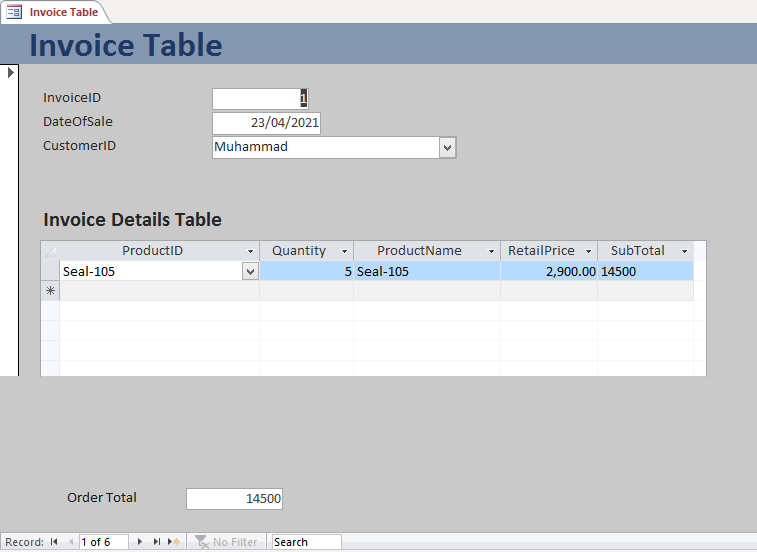 Invoice Table
Invoice Table
InvoiceID 1
DateOfSale 23/04/2021
CustomerID Muhammad
Invoice Details Table
ProductID Quantity ProductName RetailPrice SubTotal
Seal-105 5 Seal-105 2,900.00 14500
Order Total 14500
Record: 1 of 6 No Filter Search